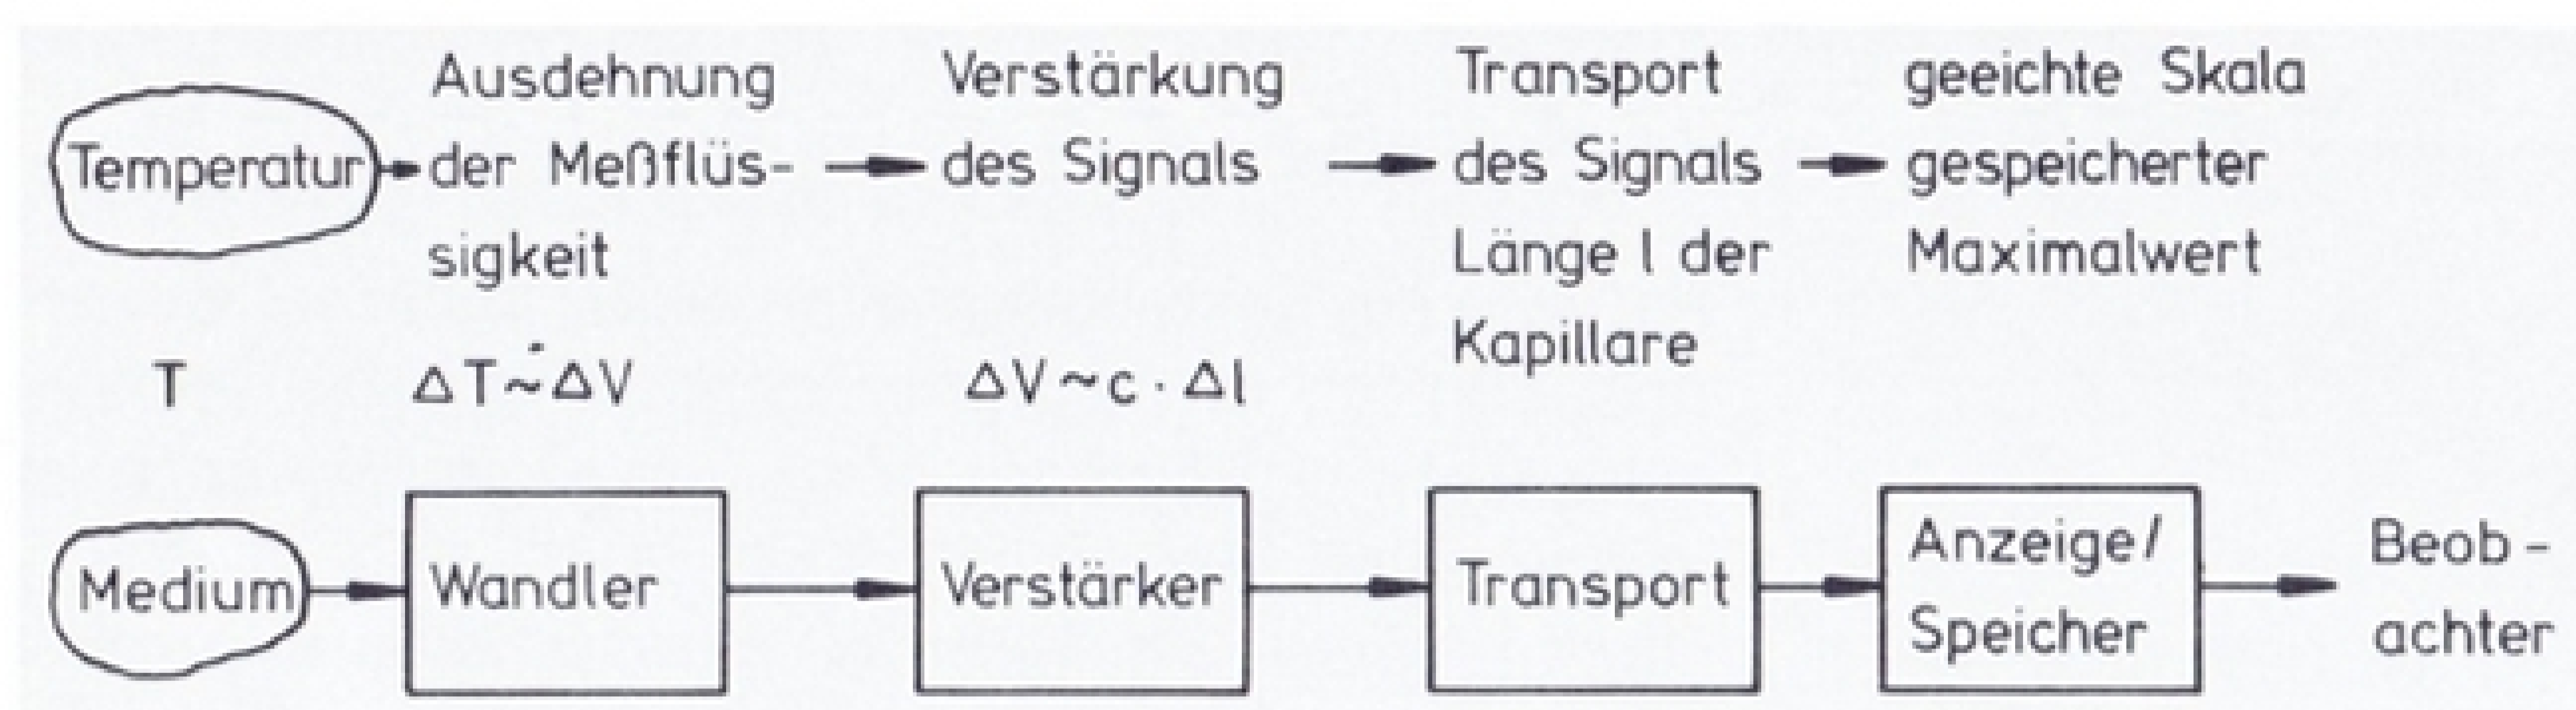 Temperatur
Ausdehnung
der Meßflüs-
sigkeit
Verstärkung
des Signals
Transport
des Signals
Länge l der
Kapillare
geeichte Skala
gespeicherter
Maximalwert
T
ΔT~ΔV
ΔV~c·Δl
Medium
Wandler
Verstärker
Transport
Anzeige/
Speicher
Beob-
achter